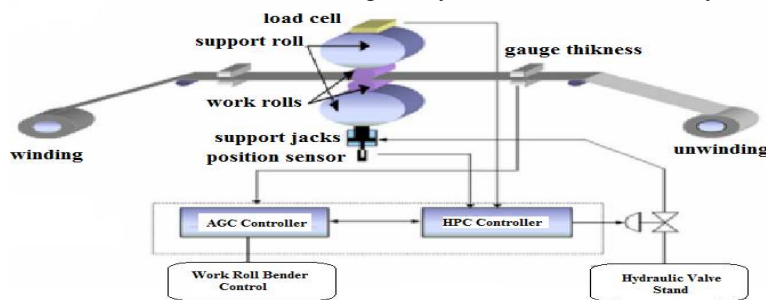 load cell
support roll
gauge thikness
work rolls
support jacks
winding
position sensor
unwinding
AGC Controller
HPC Controller
Work Roll Bender
Control
Hydraulic Valve
Stand